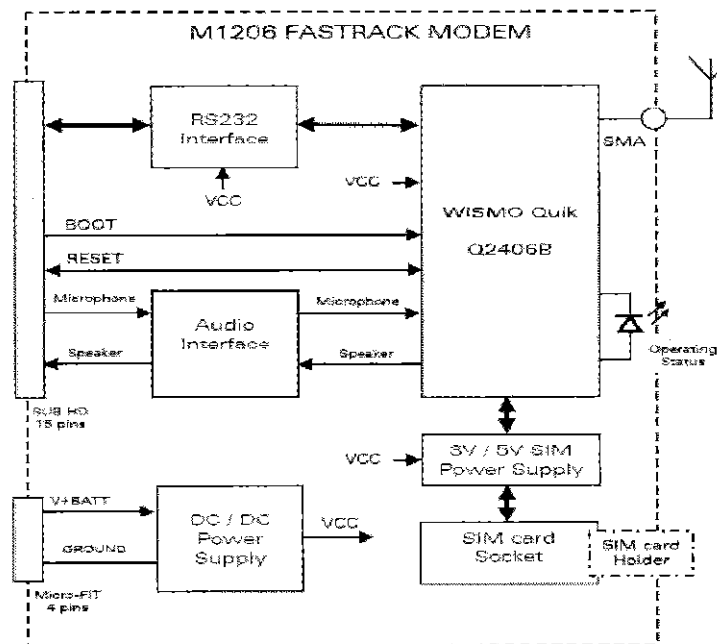 M1206 FASTRACK MODEM
RS232
Interface
VCC
SMA
VCC
WISMO Quik
Q2406B
BOOT
RESET
Microphone
Microphone
Audio
Interface
Speaker
Speaker
Operating
Status
SUB HD
15 pins
VCC
3V / 5V SIM
Power Supply
V+BATT
DC / DC
Power
Supply
VCC
GROUND
SIM card
Socket
SIM card
Holder
Micro-FIT
4 pins